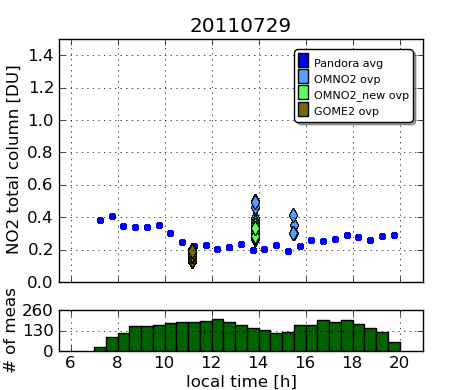 20110729
NO2 total column [DU]
1.4
1.2
1.0
0.8
0.6
0.4
0.2
0.0
Pandora avg
OMNO2 ovp
OMNO2_new ovp
GOME2 ovp
# of meas
260
130
0
6 8 10 12 14 16 18 20
local time [h]